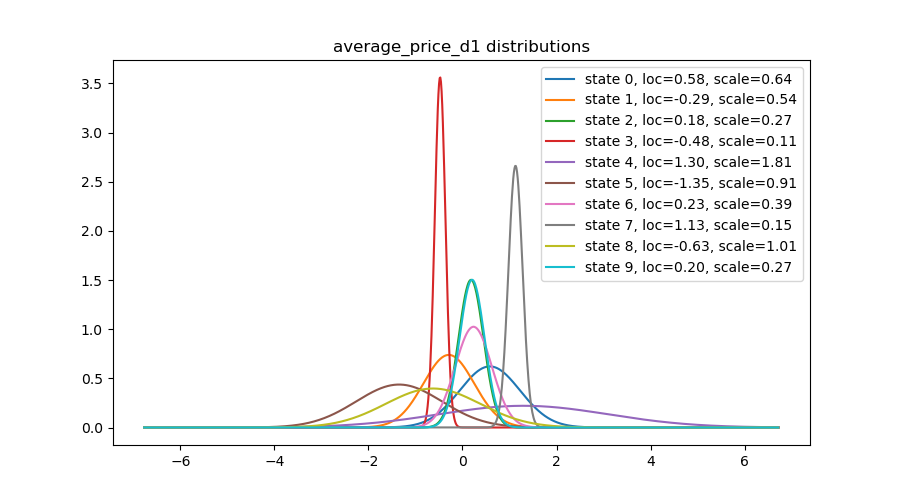 average_price_d1 distributions
state 0, loc=0.58, scale=0.64
state 1, loc=-0.29, scale=0.54
state 2, loc=0.18, scale=0.27
state 3, loc=-0.48, scale=0.11
state 4, loc=1.30, scale=1.81
state 5, loc=-1.35, scale=0.91
state 6, loc=0.23, scale=0.39
state 7, loc=1.13, scale=0.15
state 8, loc=-0.63, scale=1.01
state 9, loc=0.20, scale=0.27
3.5
3.0
2.5
2.0
1.5
1.0
0.5
0.0
−6 −4 −2 0 2 4 6